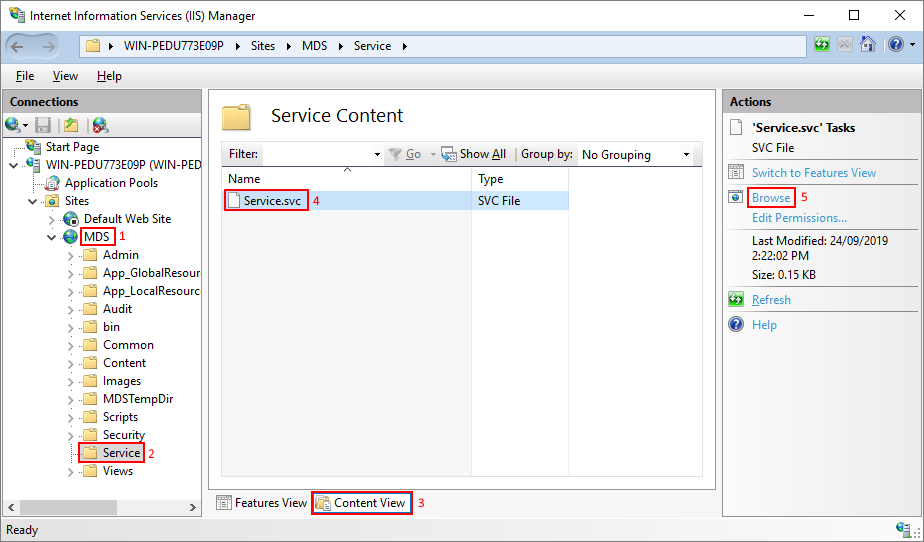 Internet Information Services (IIS) Manager
WIN-PEDU773E09P Sites MDS Service
File View Help
Connections
Start Page
WIN-PEDU773E09P (WIN-PED
Application Pools
Sites
Default Web Site
MDS 1
Admin
App_GlobalResour
App_LocalResource
Audit
bin
Common
Content
Images
MDSTempDir
Scripts
Security
Service 2
Views
Service Content
Filter: Go Show All Group by: No Grouping
Name Type
Service.svc 4 SVC File
Features View Content View 3
Actions
'Service.svc' Tasks
SVC File
Switch to Features View
Browse 5
Edit Permissions...
Last Modified: 24/09/2019
2:22:02 PM
Size: 0.15 KB
Refresh
Help
Ready